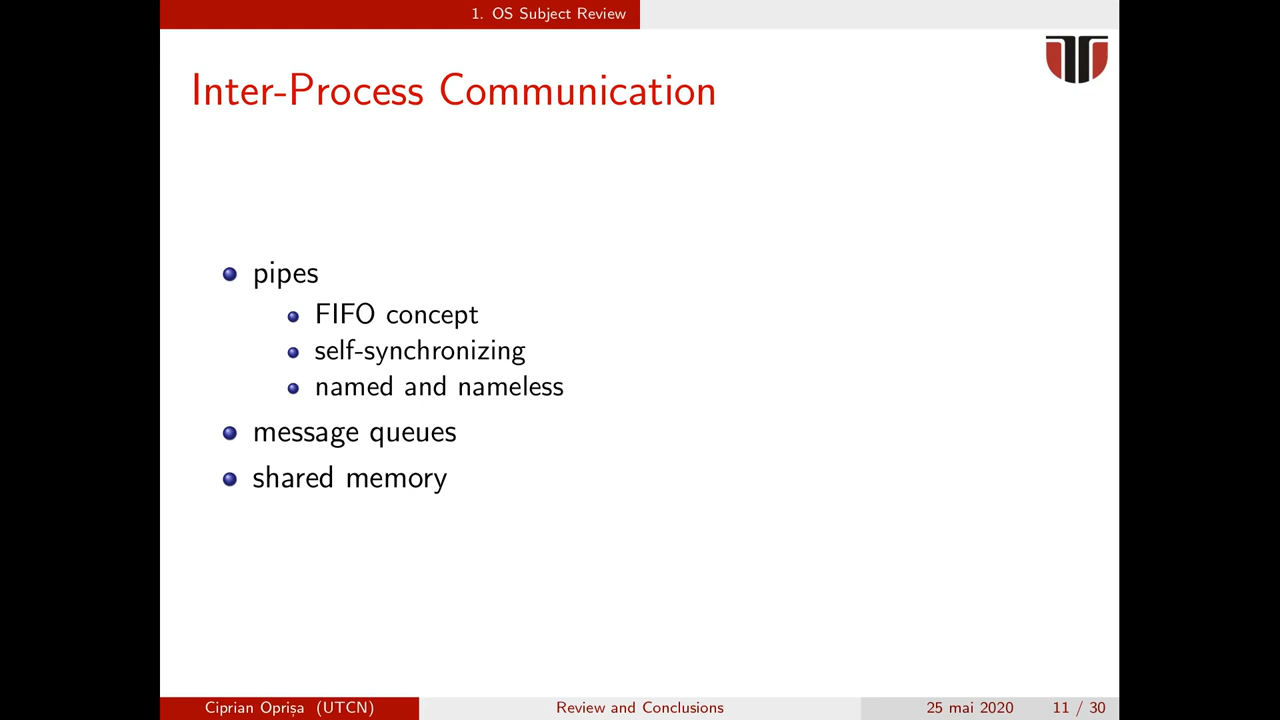 1. OS Subject Review
Inter-Process Communication
pipes
FIFO concept
self-synchronizing
named and nameless
message queues
shared memory
Ciprian Oprișa (UTCN)
Review and Conclusions
25 mai 2020
11 / 30